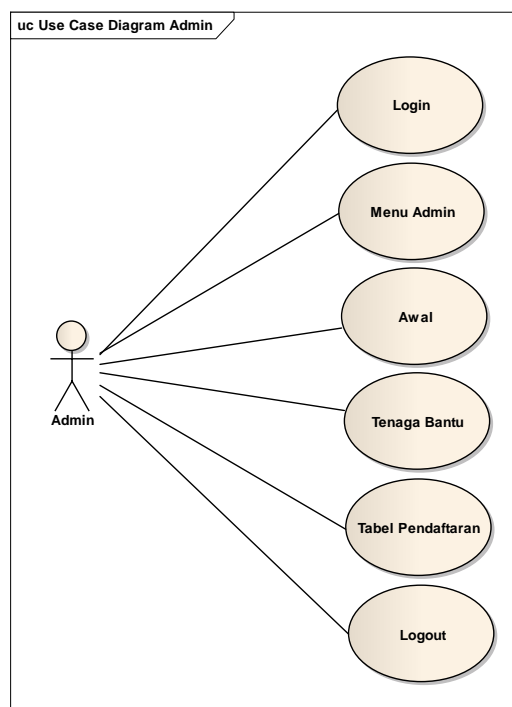 uc Use Case Diagram Admin
Login
Menu Admin
Awal
Admin
Tenaga Bantu
Tabel Pendaftaran
Logout